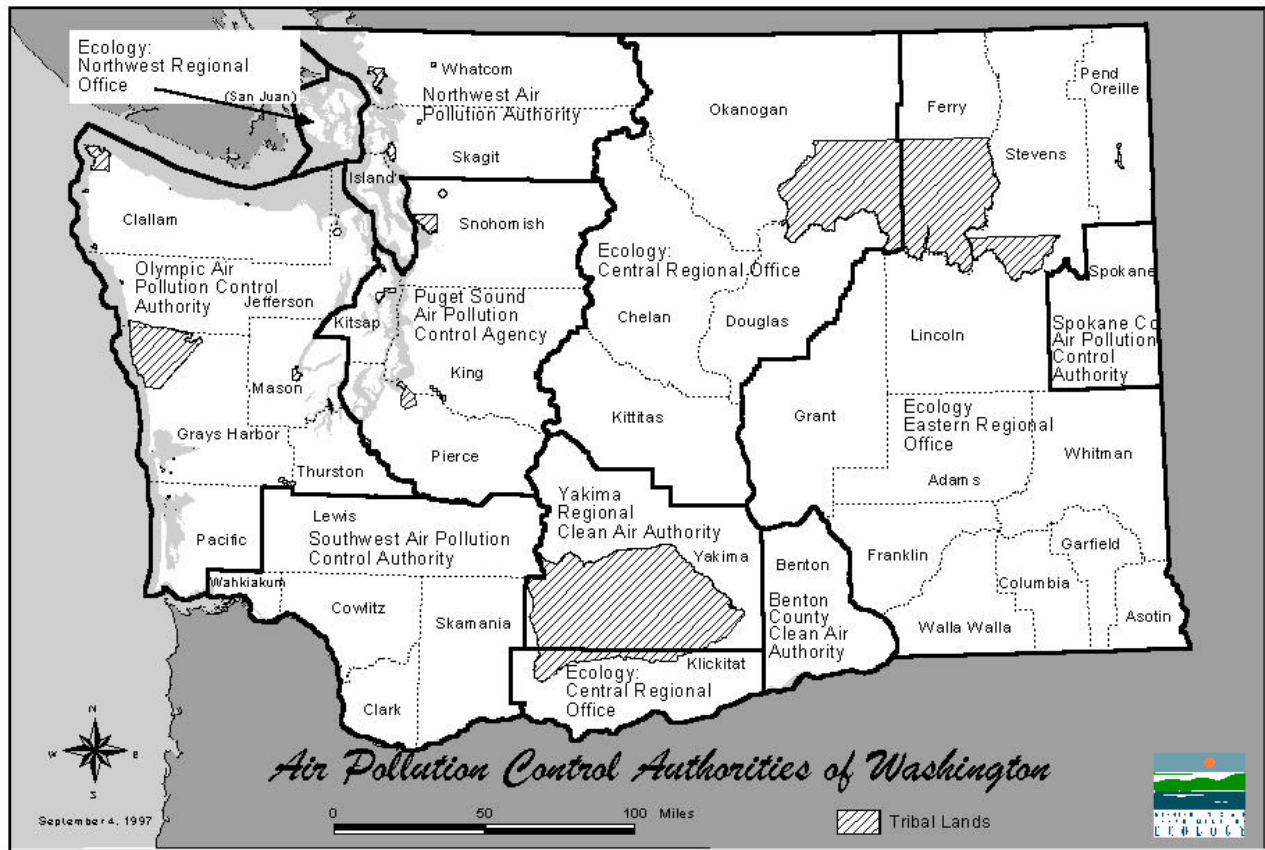 Ecology:
Northwest Regional
Office
(San Juan)
Whatcom
Northwest Air
Pollution Authority
Skagit
Island
Okanogan
Ferry
Pend
Oreille
Stevens
Clallam
Snohomish
Olympic Air
Pollution Control
Authority
Jefferson
Kitsap
Puget Sound
Air Pollution
Control Agency
King
Ecology:
Central Regional Office
Chelan
Douglas
Spokane
Lincoln
Spokane Co.
Air Pollution
Control
Authority
Mason
Grays Harbor
Thurston
Pierce
Kittitas
Grant
Ecology
Eastern Regional
Office
Adams
Whitman
Pacific
Lewis
Southwest Air Pollution
Control Authority
Yakima
Regional
Clean Air Authority
Yakima
Benton
Franklin
Garfield
Columbia
Walla Walla
Asotin
Wahkiakum
Cowlitz
Skamania
Clark
Benton
County
Clean Air
Authority
Klickitat
Ecology:
Central Regional
Office
N
W E
S
September 4, 1997
Air Pollution Control Authorities of Washington
0 50 100 Miles
Tribal Lands
ECOLOGY